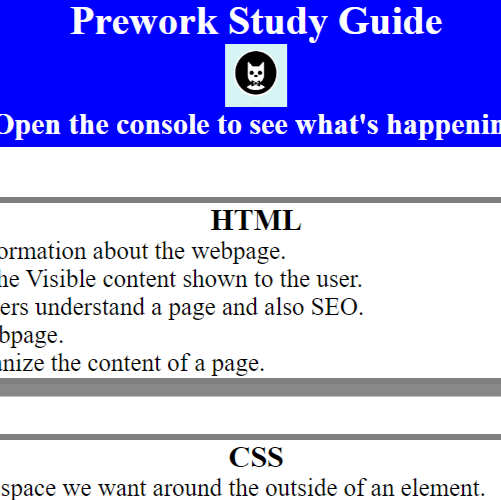 Prework Study Guide
Open the console to see what's happenin
HTML
ormation about the webpage.
he Visible content shown to the user.
ers understand a page and also SEO.
bpage.
nize the content of a page.
CSS
space we want around the outside of an element.